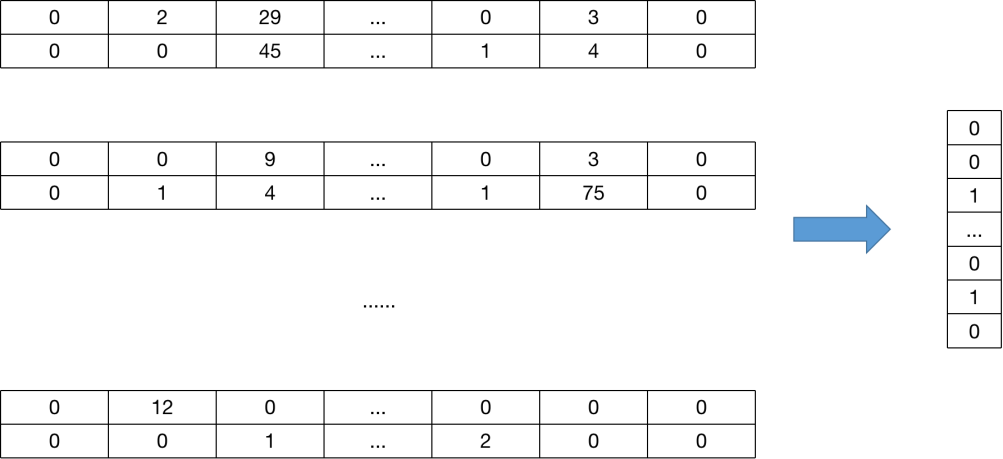 0 2 29 ... 0 3 0
0 0 45 ... 1 4 0
0 0 9 ... 0 3 0
0 1 4 ... 1 75 0
......
0 12 0 ... 0 0 0
0 0 1 ... 2 0 0
0
0
1
...
0
1
0